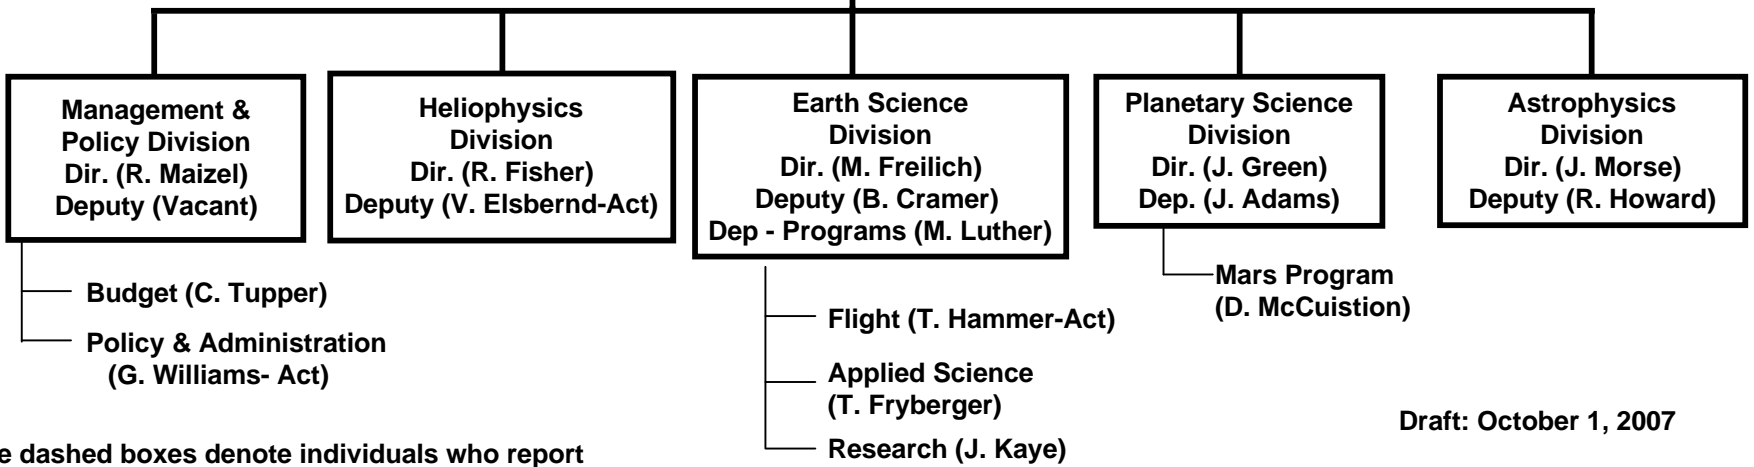 Management &
Policy Division
Dir. (R. Maizel)
Deputy (Vacant)
Heliophysics
Division
Dir. (R. Fisher)
Deputy (V. Elsbernd-Act)
Earth Science
Division
Dir. (M. Freilich)
Deputy (B. Cramer)
Dep - Programs (M. Luther)
Planetary Science
Division
Dir. (J. Green)
Dep. (J. Adams)
Astrophysics
Division
Dir. (J. Morse)
Deputy (R. Howard)
Budget (C. Tupper)
Policy & Administration
(G. Williams- Act)
Flight (T. Hammer-Act)
Applied Science
(T. Fryberger)
Research (J. Kaye)
Mars Program
(D. McCuistion)
Draft: October 1, 2007
dashed boxes denote individuals who report